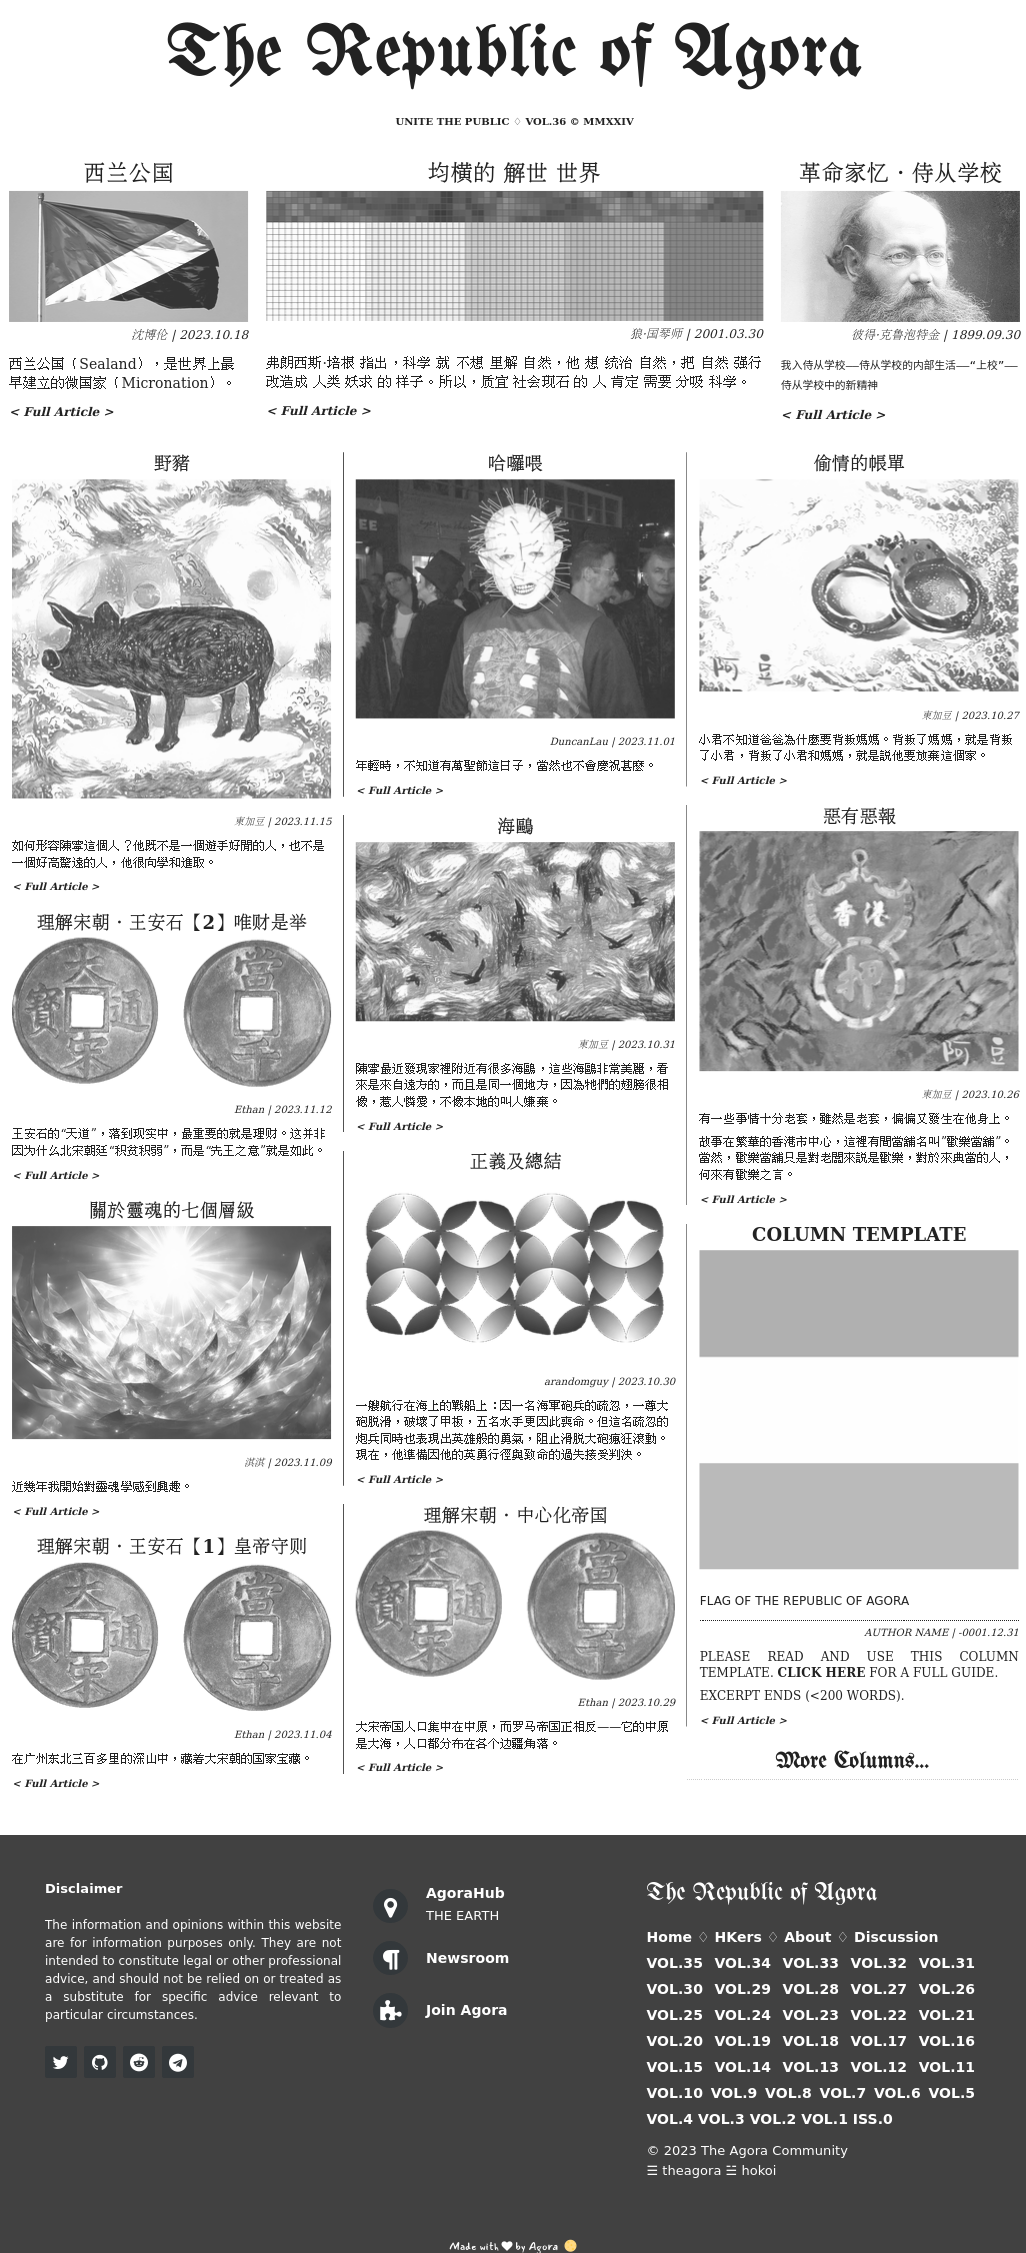 The Republic of Agora
UNITE THE PUBLIC ♢ VOL.36 © MMXXIV
西兰公国
沈博伦 | 2023.10.18
西兰公国（Sealand），是世界上最
早建立的微国家（Micronation）。
< Full Article >
均横的 解世 世界
狼·国琴师 | 2001.03.30
弗朗西斯·培根 指出，科学 就 不想 里解 自然，他 想 统治 自然，把 自然 强行
改造成 人类 妖求 的 样子。所以，质宜 社会现石 的 人 肯定 需要 分吸 科学。
< Full Article >
革命家忆·侍从学校
彼得·克鲁泡特金 | 1899.09.30
我入侍从学校——侍从学校的内部生活——“上校”——
侍从学校中的新精神
< Full Article >
野豬
東加豆 | 2023.11.15
如何形容陳寧這個人？他既不是一個遊手好閒的人，也不是
一個好高騖遠的人，他很向學和進取。
< Full Article >
理解宋朝·王安石【2】唯财是举
Ethan | 2023.11.12
王安石的“天道”，落到现实中，最重要的就是理财。这并非
因为什么北宋朝廷“积贫积弱”，而是“先王之意”就是如此。
< Full Article >
關於靈魂的七個層級
淇淇 | 2023.11.09
近幾年我開始對靈魂學感到興趣。
< Full Article >
理解宋朝·王安石【1】皇帝守则
Ethan | 2023.11.04
在广州东北三百多里的深山中，藏着大宋朝的国家宝藏。
< Full Article >
哈囉喂
DuncanLau | 2023.11.01
年輕時，不知道有萬聖節這日子，當然也不會慶祝甚麼。
< Full Article >
海鷗
東加豆 | 2023.10.31
陳寧最近發現家裡附近有很多海鷗，這些海鷗非常美麗，看
來是來自遠方的，而且是同一個地方，因為牠們的翅膀很相
像，惹人憐愛，不像本地的叫人嫌棄。
< Full Article >
正義及總結
arandomguy | 2023.10.30
一艘航行在海上的戰船上：因一名海軍砲兵的疏忽，一尊大
砲脱滑，破壞了甲板，五名水手更因此喪命。但這名疏忽的
炮兵同時也表現出英雄般的勇氣，阻止滑脱大砲瘋狂滾動。
現在，他準備因他的英勇行徑與致命的過失接受判決。
< Full Article >
理解宋朝·中心化帝国
Ethan | 2023.10.29
大宋帝国人口集中在中原，而罗马帝国正相反——它的中原
是大海，人口都分布在各个边疆角落。
< Full Article >
偷情的帳單
阿豆
東加豆 | 2023.10.27
小君不知道爸爸為什麼要背叛媽媽。背叛了媽媽，就是背叛
了小君，背叛了小君和媽媽，就是説他要放棄這個家。
< Full Article >
惡有惡報
香港
押
阿豆
東加豆 | 2023.10.26
有一些事情十分老套，雖然是老套，偏偏又發生在他身上。
故事在繁華的香港市中心，這裡有間當舖名叫”歡樂當舖”。
當然，歡樂當舖只是對老闆來説是歡樂，對於來典當的人，
何來有歡樂之言。
< Full Article >
COLUMN TEMPLATE
FLAG OF THE REPUBLIC OF AGORA
AUTHOR NAME | -0001.12.31
PLEASE READ AND USE THIS COLUMN
TEMPLATE. CLICK HERE FOR A FULL GUIDE.
EXCERPT ENDS (<200 WORDS).
< Full Article >
More Columns...
Disclaimer
The information and opinions within this website
are for information purposes only. They are not
intended to constitute legal or other professional
advice, and should not be relied on or treated as
a substitute for specific advice relevant to
particular circumstances.
AgoraHub
THE EARTH
Newsroom
Join Agora
The Republic of Agora
Home ♢ HKers ♢ About ♢ Discussion
VOL.35 VOL.34 VOL.33 VOL.32 VOL.31
VOL.30 VOL.29 VOL.28 VOL.27 VOL.26
VOL.25 VOL.24 VOL.23 VOL.22 VOL.21
VOL.20 VOL.19 VOL.18 VOL.17 VOL.16
VOL.15 VOL.14 VOL.13 VOL.12 VOL.11
VOL.10 VOL.9 VOL.8 VOL.7 VOL.6 VOL.5
VOL.4 VOL.3 VOL.2 VOL.1 ISS.0
© 2023 The Agora Community
☰ theagora ☱ hokoi
Made with ♥ by Agora